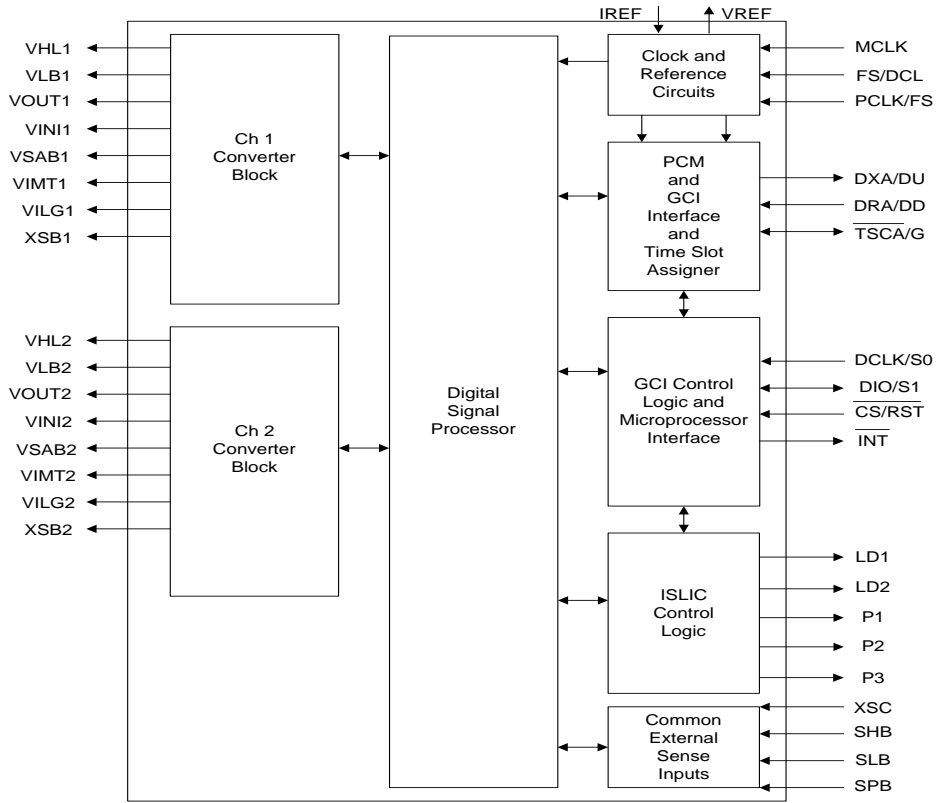 IREF
VREF
VHL1
VLB1
VOUT1
VINI1
VSAB1
VIMT1
VILG1
XSB1
Ch 1
Converter
Block
VHL2
VLB2
VOUT2
VINI2
VSAB2
VIMT2
VILG2
XSB2
Ch 2
Converter
Block
Digital
Signal
Processor
Clock and
Reference
Circuits
MCLK
FS/DCL
PCLK/FS
PCM
and
GCI
Interface
and
Time Slot
Assigner
DXA/DU
DRA/DD
TSCA/G
GCI Control
Logic and
Microprocessor
Interface
DCLK/S0
DIO/S1
CS/RST
INT
ISLIC
Control
Logic
LD1
LD2
P1
P2
P3
Common
External
Sense
Inputs
XSC
SHB
SLB
SPB